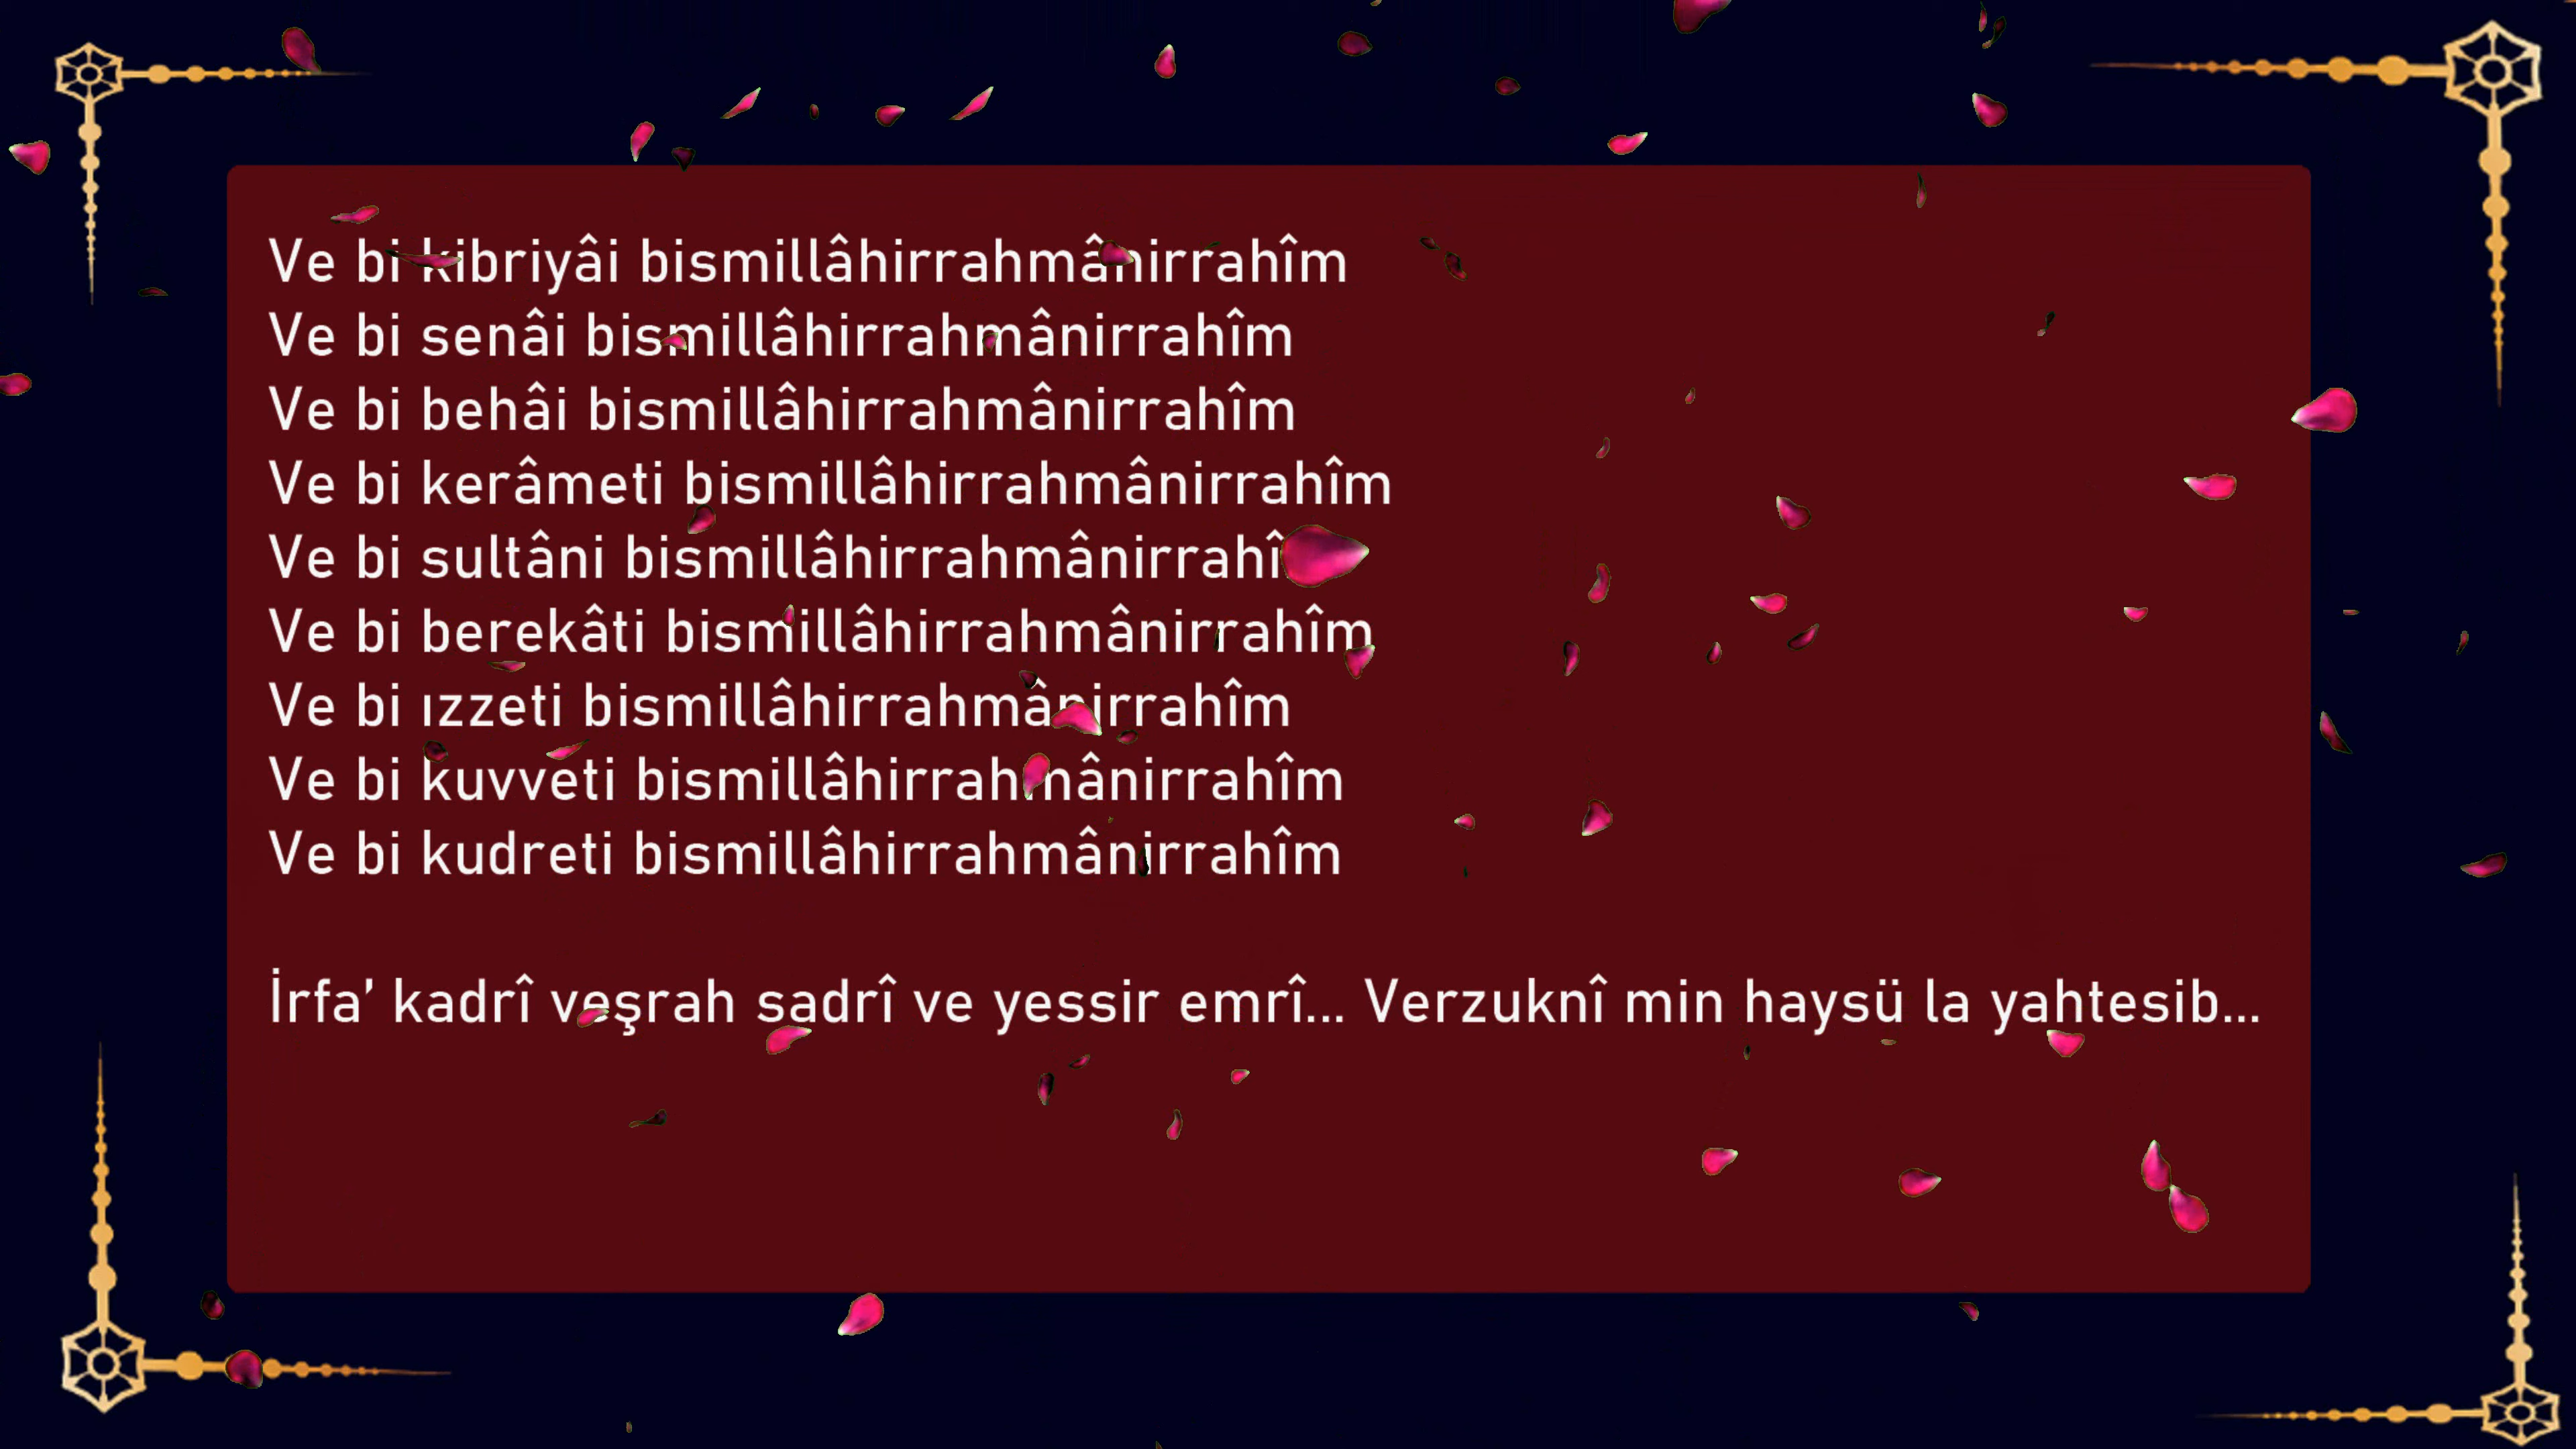 Ve bi kibriyâi bismillâhirrahmânirrahîm
Ve bi senâi bismillâhirrahmânirrahîm
Ve bi behâi bismillâhirrahmânirrahîm
Ve bi kerâmeti bismillâhirrahmânirrahîm
Ve bi sultâni bismillâhirrahmânirrahîm
Ve bi berekâti bismillâhirrahmânirrahîm
Ve bi ızzeti bismillâhirrahmânirrahîm
Ve bi kuvveti bismillâhirrahmânirrahîm
Ve bi kudreti bismillâhirrahmânirrahîm
İrfa’ kadrî veşrah sadrî ve yessir emrî... Verzuknî min haysü la yahtesib...